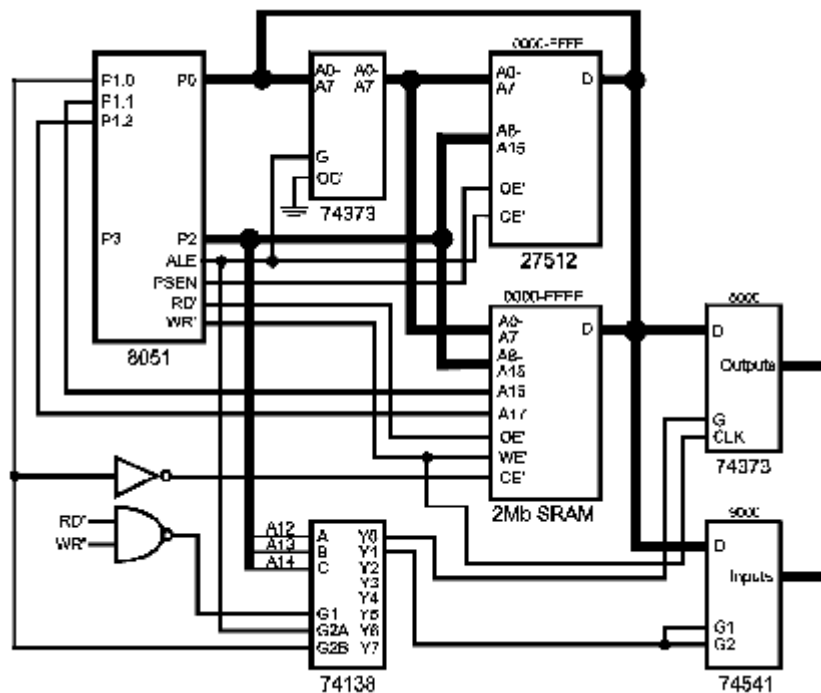 0000-FFFF
P1.0
P1.1
P1.2
P3
P0
P2
ALE
PSEN
RD'
WR'
8051
A0-
A7
A0-
A7
G
OC'
74373
A0-
A7
A8-
A15
OE'
CE'
D
27512
0000-FFFF
A0-
A7
A8-
A15
A16
A17
OE'
WE'
CE'
D
2Mb SRAM
8000
D
Outputs
G
CLK
74373
9000
D
Inputs
G1
G2
74541
RD'
WR'
A12
A13
A14
A
B
C
G1
G2A
G2B
Y0
Y1
Y2
Y3
Y4
Y5
Y6
Y7
74138